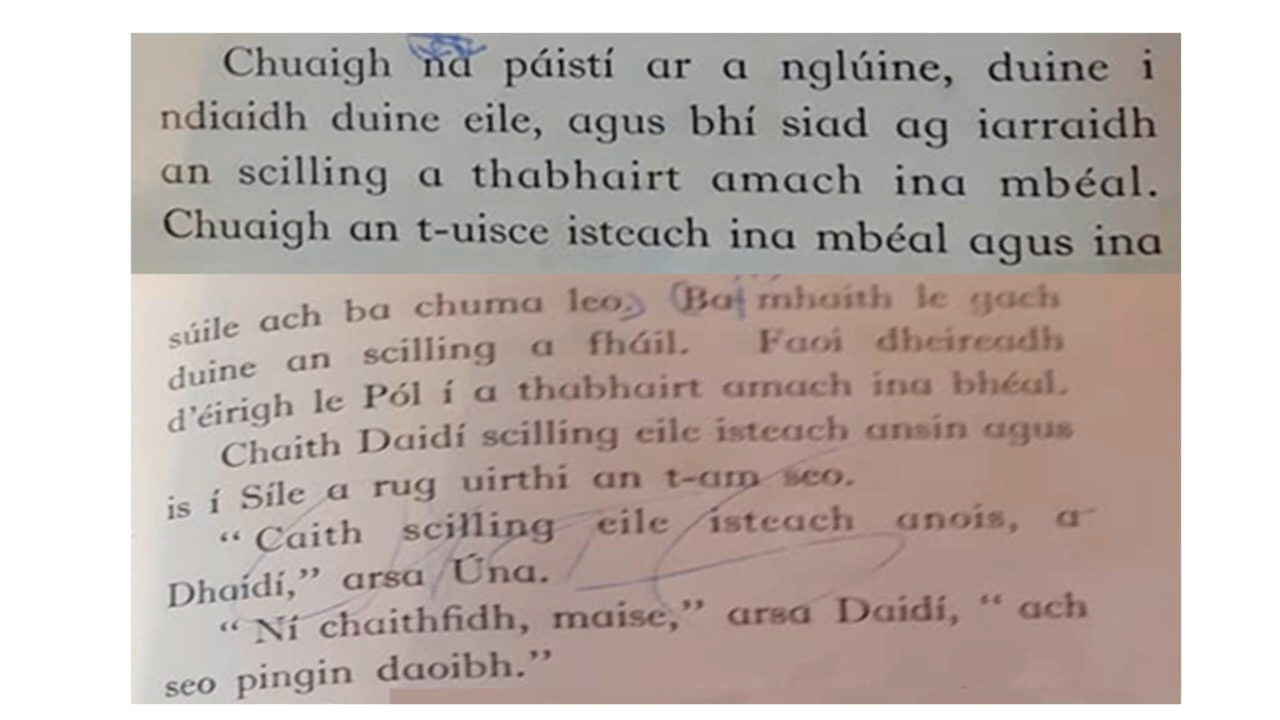 Chuaigh na páistí ar a nglúine, duine i
ndiaidh duine eile, agus bhí siad ag iarraidh
an scilling a thabhairt amach ina mbéal.
Chuaigh an t-uisce isteach ina mbéal agus ina
súile ach ba chuma leo. Ba mhaith le gach
duine an scilling a fháil. Faoi dheireadh
d'éirigh le Pól í a thabhairt amach ina bhéal.
Chaith Daidí scilling eile isteach ansin agus
is í Síle a rug uirthi an t-am seo.
“ Caith scilling eile isteach anois, a
Dhaidí,” arsa Úna.
“ Ní chaithfidh, maise,” arsa Daidí, “ ach
seo pingin daoibh.”